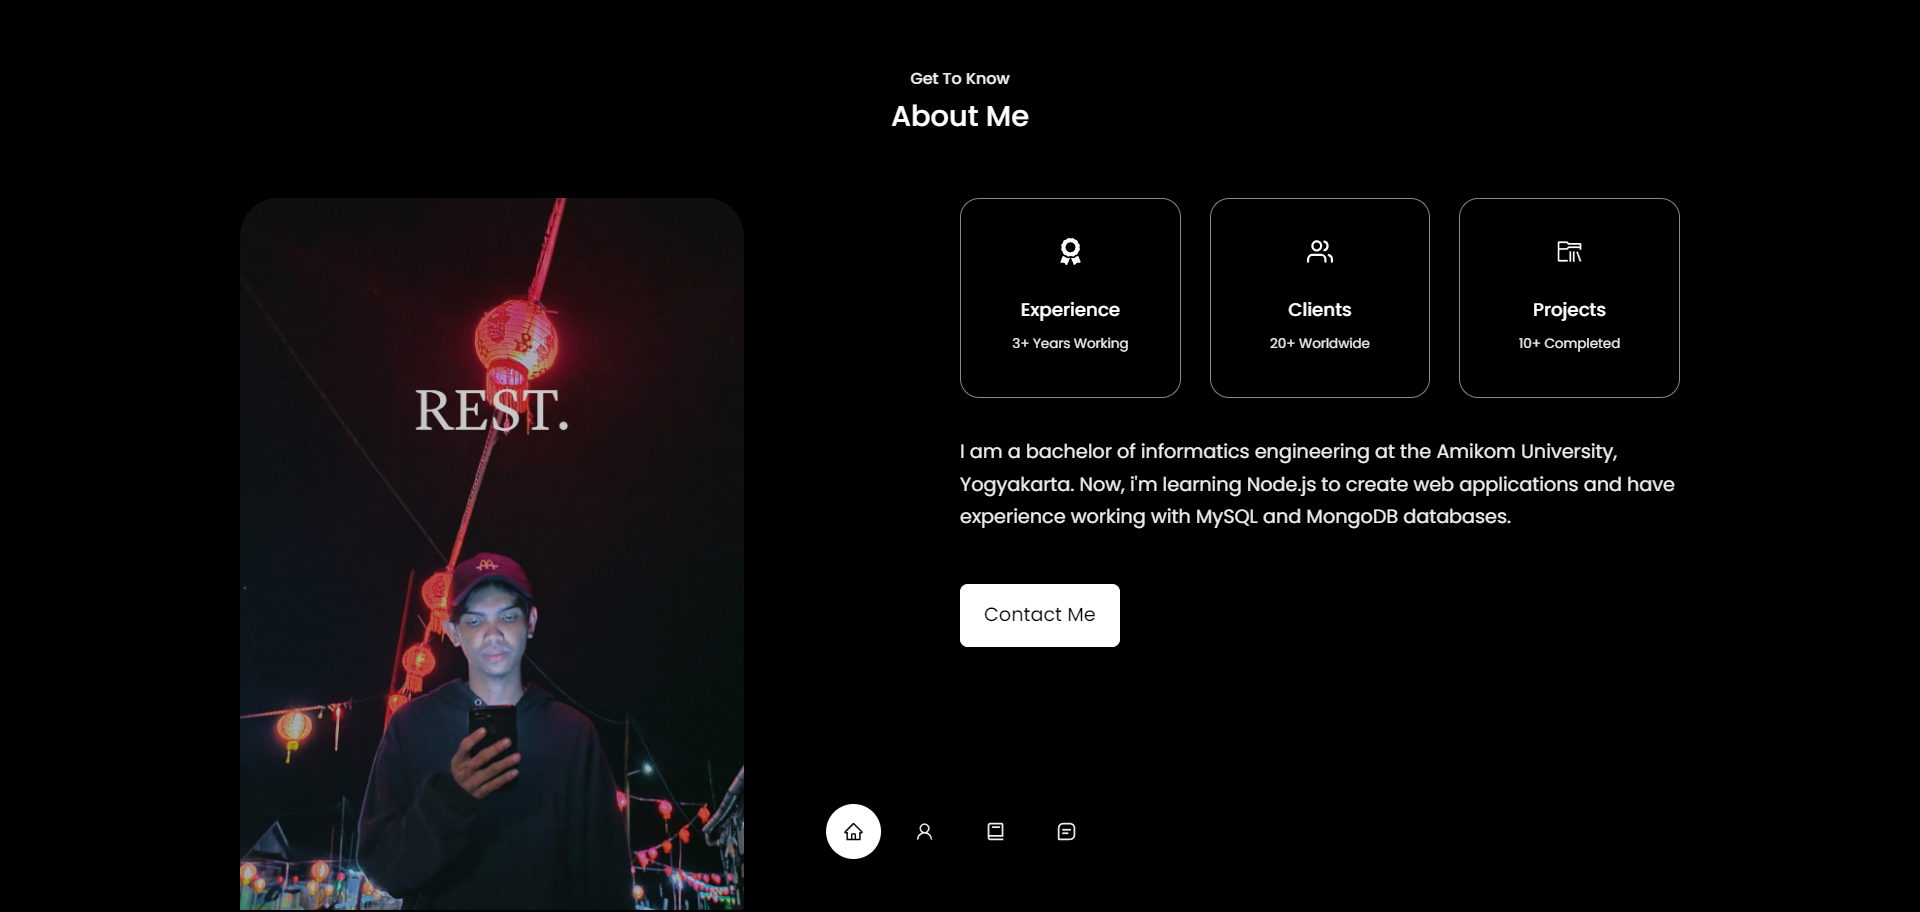 Get To Know
About Me
REST.
Experience
3+ Years Working
Clients
20+ Worldwide
Projects
10+ Completed
I am a bachelor of informatics engineering at the Amikom University,
Yogyakarta. Now, i'm learning Node.js to create web applications and have
experience working with MySQL and MongoDB databases.
Contact Me